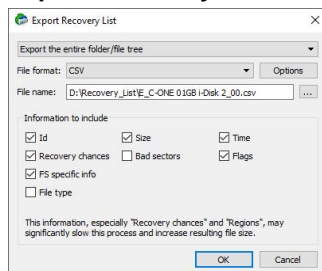 Export Recovery List
Export the entire folder/file tree
File format: CSV Options
File name: D:\Recovery_List\E_C-ONE 01GB i-Disk 2_00.csv ...
Information to include
Id Size Time
Recovery chances Bad sectors Flags
FS specific info
File type
This information, especially "Recovery chances" and "Regions", may
significantly slow this process and increase resulting file size.
OK Cancel